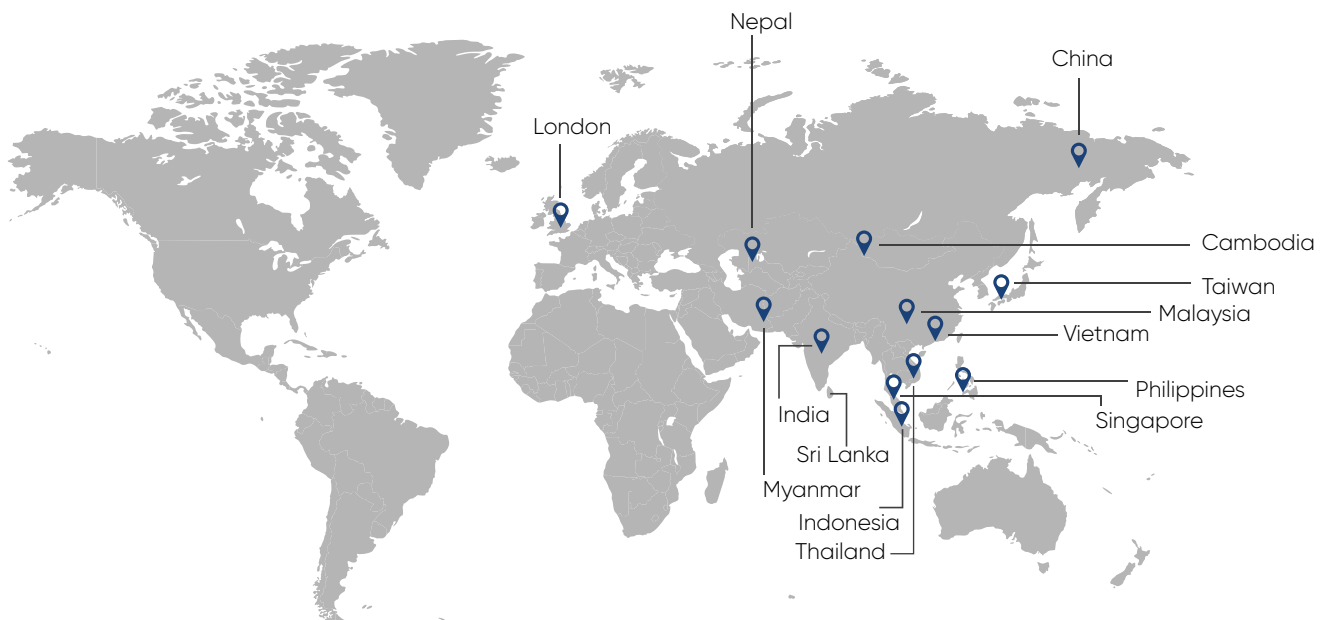 Nepal
China
London
Cambodia
Taiwan
Malaysia
Vietnam
Philippines
India
Singapore
Sri Lanka
Myanmar
Indonesia
Thailand